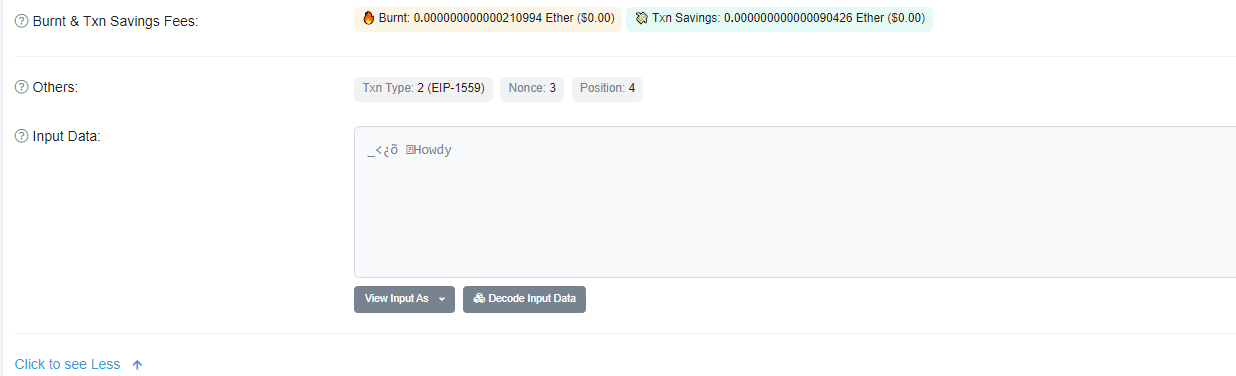 Burnt & Txn Savings Fees: Burnt: 0.000000000000210994 Ether ($0.00) Txn Savings: 0.000000000000090426 Ether ($0.00)
Others: Txn Type: 2 (EIP-1559) Nonce: 3 Position: 4
Input Data:
_<¿õ Howdy
View Input As Decode Input Data
Click to see Less